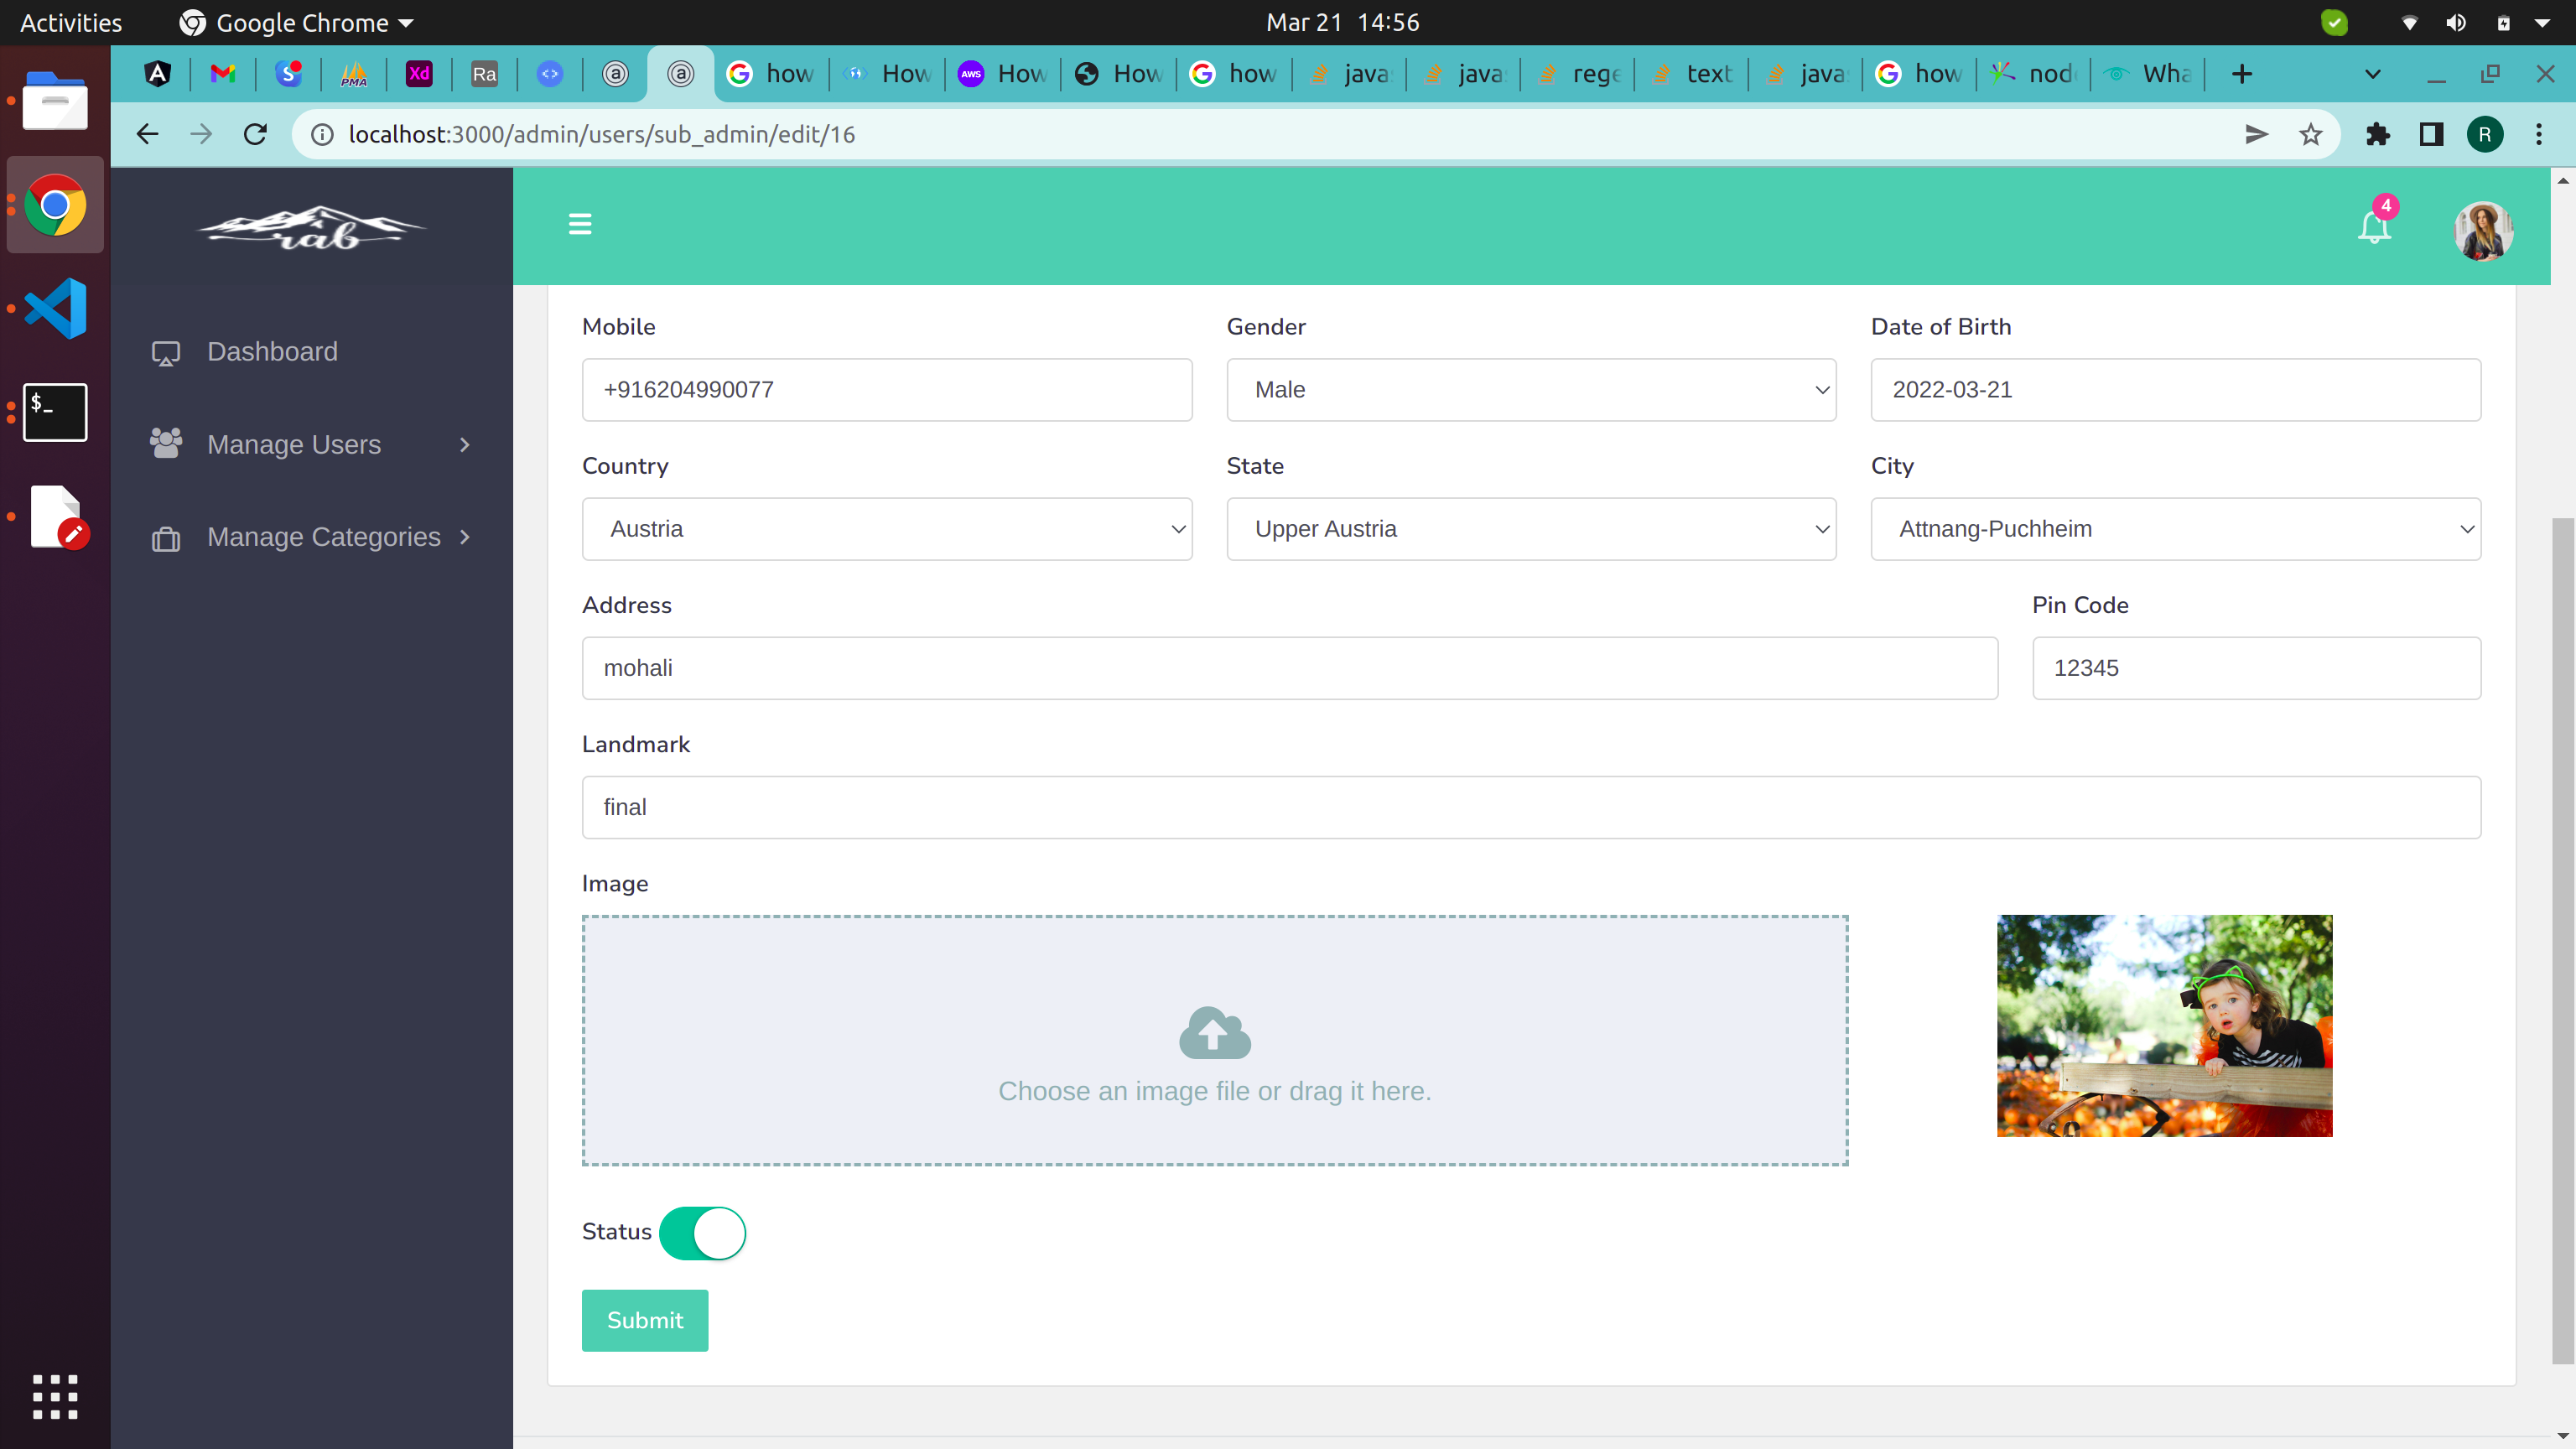 Activities Google Chrome Mar 21 14:56
PMA Xd Ra how How aws How How how java rege text java how node Wha
localhost:3000/admin/users/sub_admin/edit/16 R
rab 4
Dashboard
Manage Users
Manage Categories
Mobile Gender Date of Birth
+916204990077 Male 2022-03-21
Country State City
Austria Upper Austria Attnang-Puchheim
Address Pin Code
mohali 12345
Landmark
final
Image
Choose an image file or drag it here.
Status
Submit